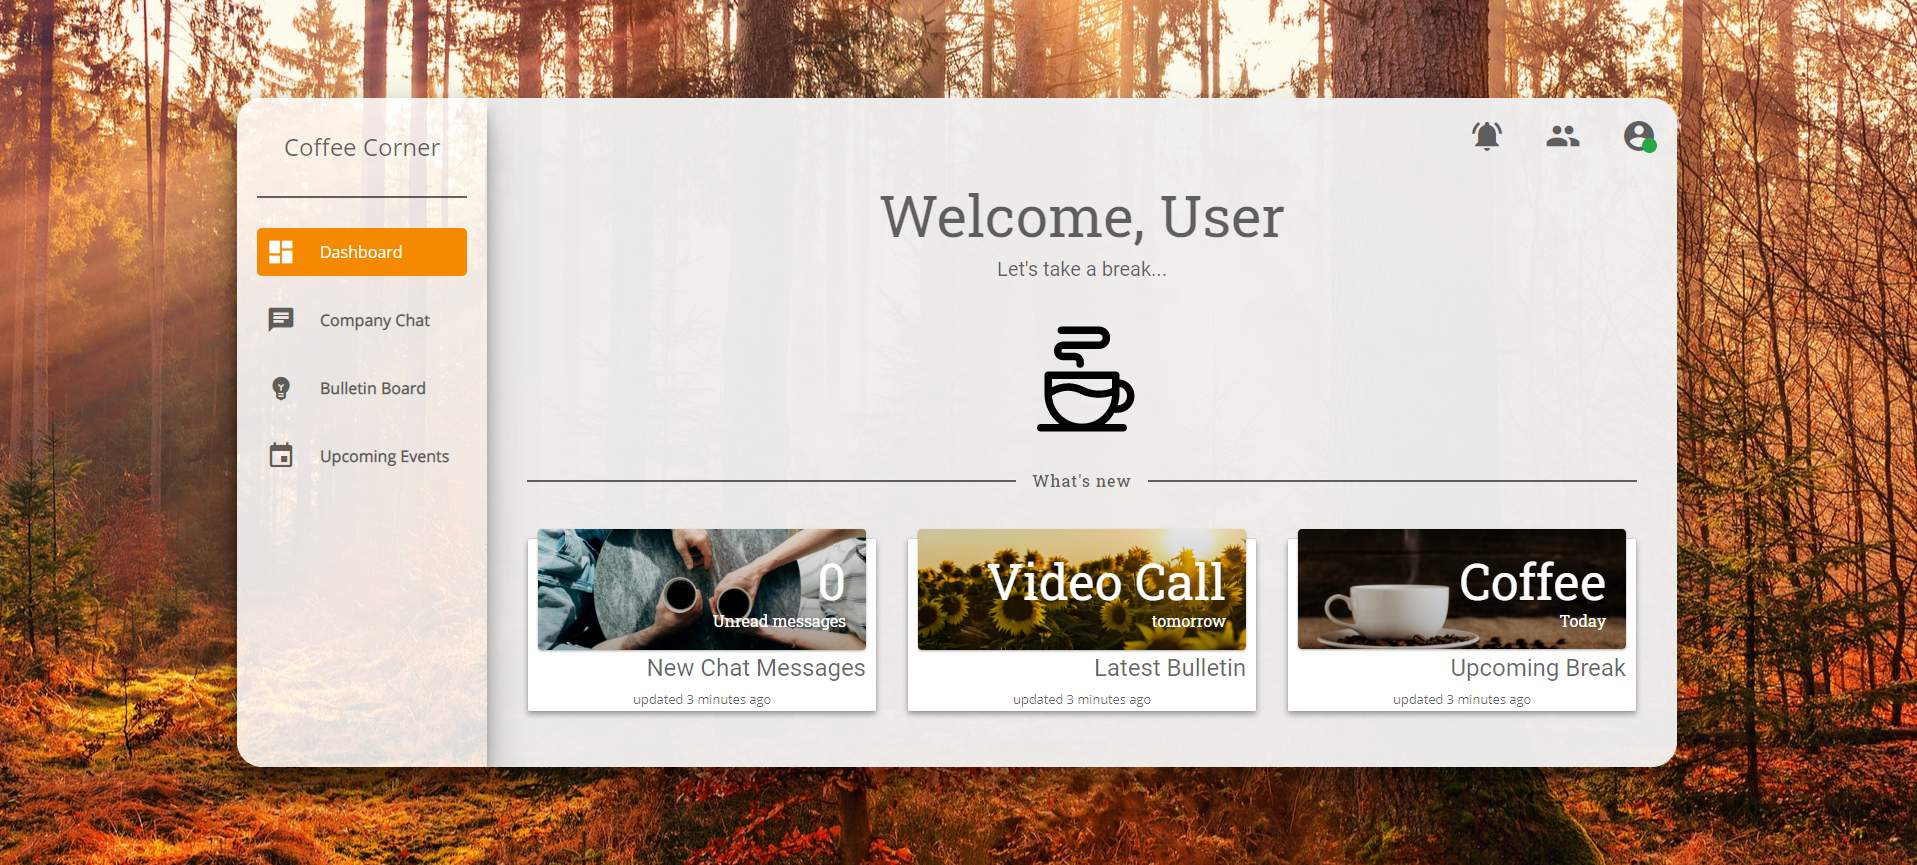 Coffee Corner
Dashboard
Company Chat
Bulletin Board
Upcoming Events
Welcome, User
Let's take a break...
What's new
0
Unread messages
New Chat Messages
updated 3 minutes ago
Video Call
tomorrow
Latest Bulletin
updated 3 minutes ago
Coffee
Today
Upcoming Break
updated 3 minutes ago